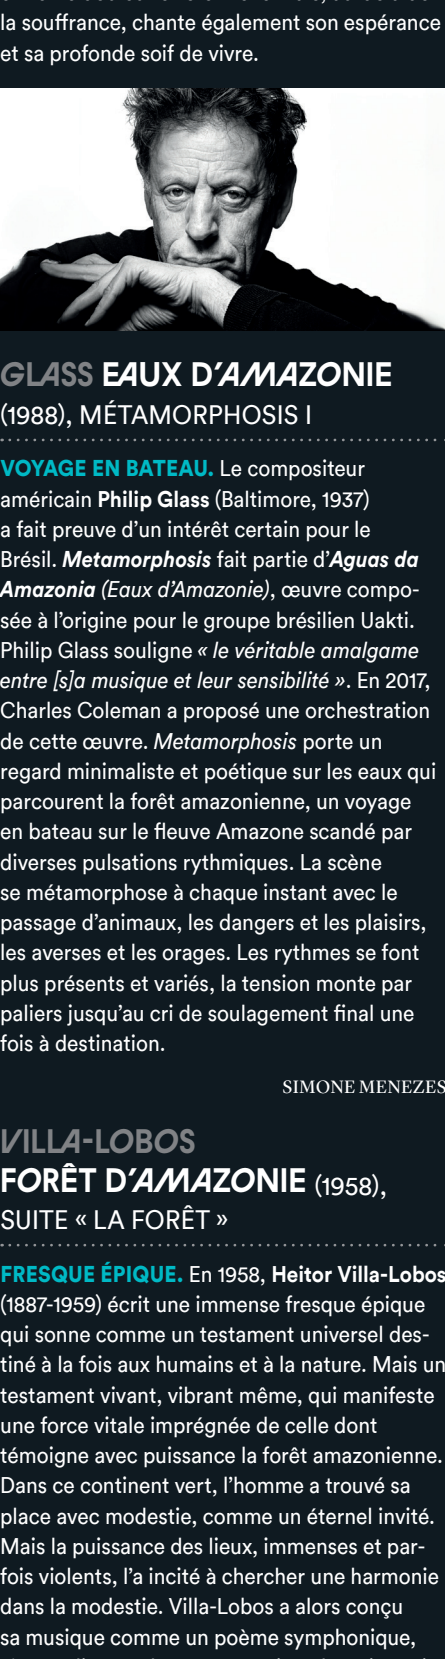 la souffrance, chante également son espérance
et sa profonde soif de vivre.
GLASS EAUX D'AMAZONIE
(1988), MÉTAMORPHOSIS I
VOYAGE EN BATEAU. Le compositeur
américain Philip Glass (Baltimore, 1937)
a fait preuve d'un intérêt certain pour le
Brésil. Metamorphosis fait partie d'Aguas da
Amazonia (Eaux d'Amazonie), œuvre compo-
sée à l'origine pour le groupe brésilien Uakti.
Philip Glass souligne « le véritable amalgame
entre [s]a musique et leur sensibilité ». En 2017,
Charles Coleman a proposé une orchestration
de cette œuvre. Metamorphosis porte un
regard minimaliste et poétique sur les eaux qui
parcourent la forêt amazonienne, un voyage
en bateau sur le fleuve Amazone scandé par
diverses pulsations rythmiques. La scène
se métamorphose à chaque instant avec le
passage d'animaux, les dangers et les plaisirs,
les averses et les orages. Les rythmes se font
plus présents et variés, la tension monte par
paliers jusqu'au cri de soulagement final une
fois à destination.
SIMONE MENEZES
VILLA-LOBOS
FORÊT D'AMAZONIE (1958),
SUITE « LA FORÊT »
FRESQUE ÉPIQUE. En 1958, Heitor Villa-Lobos
(1887-1959) écrit une immense fresque épique
qui sonne comme un testament universel des-
tiné à la fois aux humains et à la nature. Mais un
testament vivant, vibrant même, qui manifeste
une force vitale imprégnée de celle dont
témoigne avec puissance la forêt amazonienne.
Dans ce continent vert, l'homme a trouvé sa
place avec modestie, comme un éternel invité.
Mais la puissance des lieux, immenses et par-
fois violents, l'a incité à chercher une harmonie
dans la modestie. Villa-Lobos a alors conçu
sa musique comme un poème symphonique,